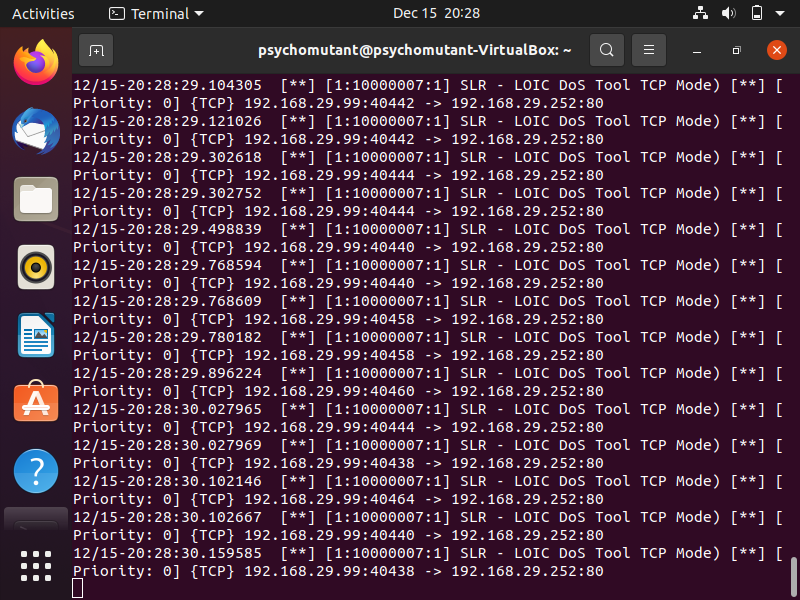 Activities
Terminal
Dec 15 20:28
psychomutant@psychomutant-VirtualBox: ~
12/15-20:28:29.104305 [**] [1:10000007:1] SLR - LOIC DoS Tool TCP Mode) [**] [
Priority: 0] {TCP} 192.168.29.99:40442 -> 192.168.29.252:80
12/15-20:28:29.121026 [**] [1:10000007:1] SLR - LOIC DoS Tool TCP Mode) [**] [
Priority: 0] {TCP} 192.168.29.99:40442 -> 192.168.29.252:80
12/15-20:28:29.302618 [**] [1:10000007:1] SLR - LOIC DoS Tool TCP Mode) [**] [
Priority: 0] {TCP} 192.168.29.99:40444 -> 192.168.29.252:80
12/15-20:28:29.302752 [**] [1:10000007:1] SLR - LOIC DoS Tool TCP Mode) [**] [
Priority: 0] {TCP} 192.168.29.99:40444 -> 192.168.29.252:80
12/15-20:28:29.498839 [**] [1:10000007:1] SLR - LOIC DoS Tool TCP Mode) [**] [
Priority: 0] {TCP} 192.168.29.99:40440 -> 192.168.29.252:80
12/15-20:28:29.768594 [**] [1:10000007:1] SLR - LOIC DoS Tool TCP Mode) [**] [
Priority: 0] {TCP} 192.168.29.99:40440 -> 192.168.29.252:80
12/15-20:28:29.768609 [**] [1:10000007:1] SLR - LOIC DoS Tool TCP Mode) [**] [
Priority: 0] {TCP} 192.168.29.99:40458 -> 192.168.29.252:80
12/15-20:28:29.780182 [**] [1:10000007:1] SLR - LOIC DoS Tool TCP Mode) [**] [
Priority: 0] {TCP} 192.168.29.99:40458 -> 192.168.29.252:80
12/15-20:28:29.896224 [**] [1:10000007:1] SLR - LOIC DoS Tool TCP Mode) [**] [
Priority: 0] {TCP} 192.168.29.99:40460 -> 192.168.29.252:80
12/15-20:28:30.027965 [**] [1:10000007:1] SLR - LOIC DoS Tool TCP Mode) [**] [
Priority: 0] {TCP} 192.168.29.99:40444 -> 192.168.29.252:80
12/15-20:28:30.027969 [**] [1:10000007:1] SLR - LOIC DoS Tool TCP Mode) [**] [
Priority: 0] {TCP} 192.168.29.99:40438 -> 192.168.29.252:80
12/15-20:28:30.102146 [**] [1:10000007:1] SLR - LOIC DoS Tool TCP Mode) [**] [
Priority: 0] {TCP} 192.168.29.99:40464 -> 192.168.29.252:80
12/15-20:28:30.102667 [**] [1:10000007:1] SLR - LOIC DoS Tool TCP Mode) [**] [
Priority: 0] {TCP} 192.168.29.99:40440 -> 192.168.29.252:80
12/15-20:28:30.159585 [**] [1:10000007:1] SLR - LOIC DoS Tool TCP Mode) [**] [
Priority: 0] {TCP} 192.168.29.99:40438 -> 192.168.29.252:80